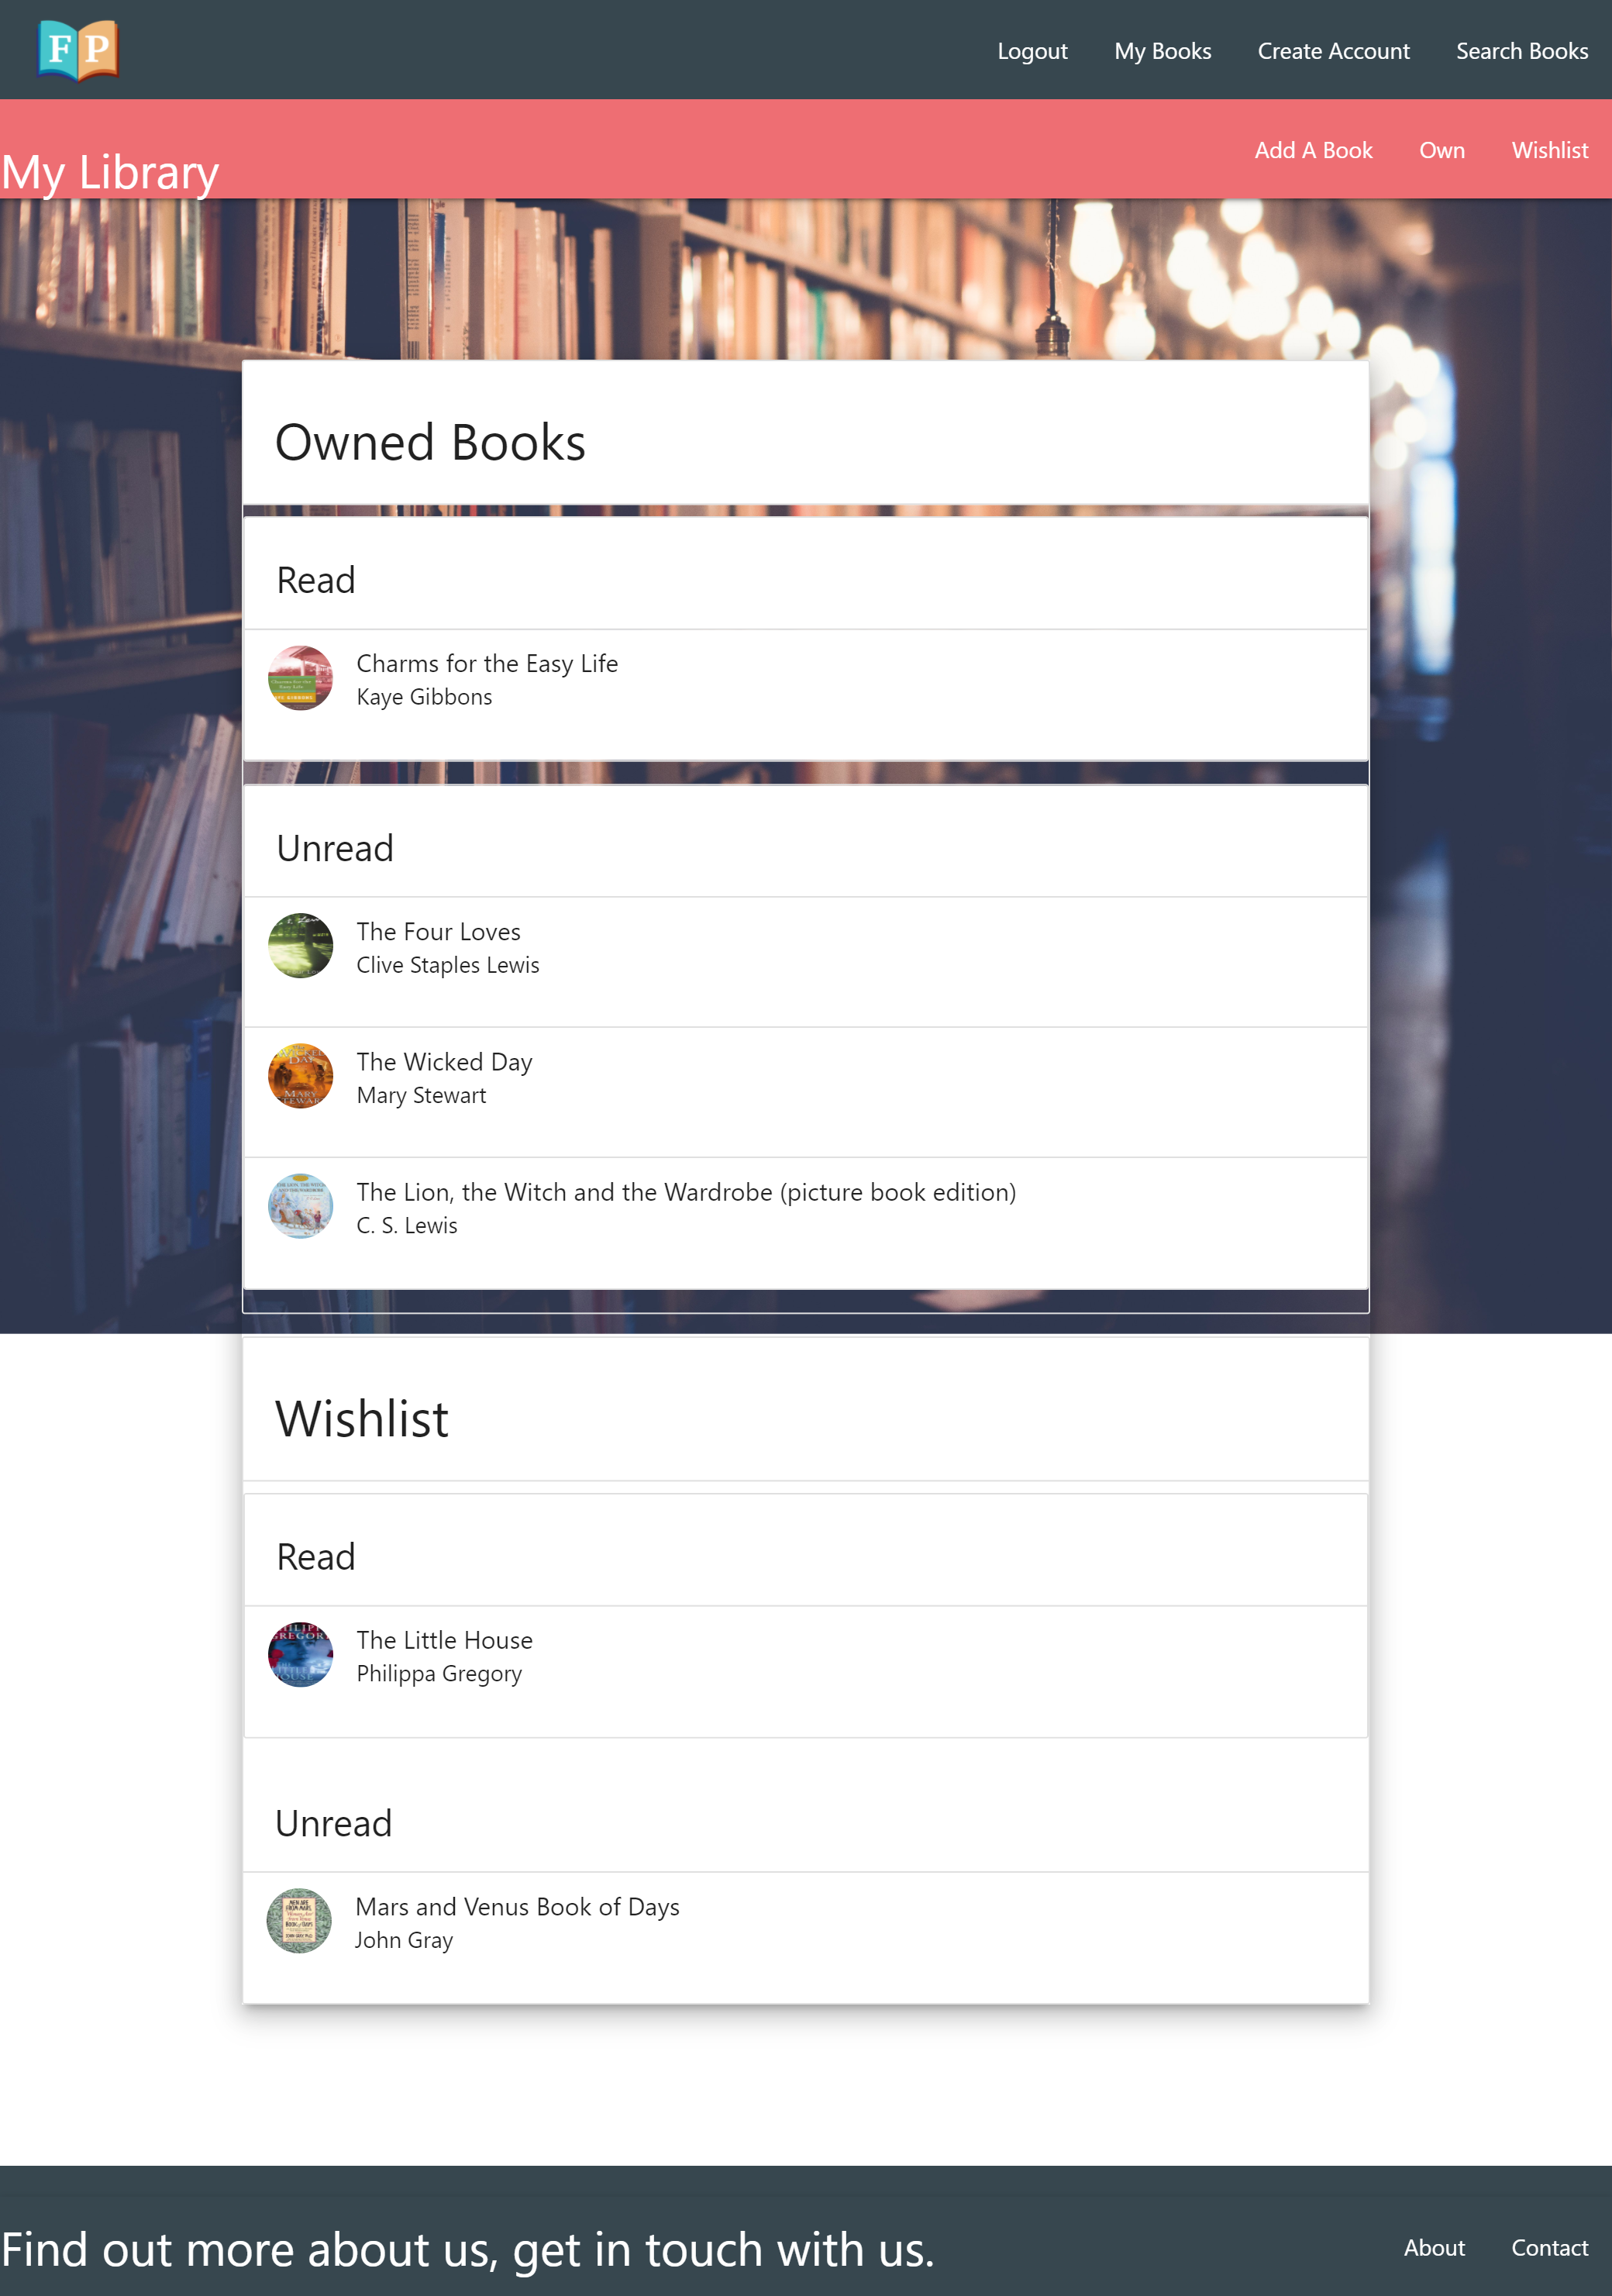 FP
Logout My Books Create Account Search Books
My Library
Add A Book Own Wishlist
Owned Books
Read
Charms for the Easy Life
Kaye Gibbons
Unread
The Four Loves
Clive Staples Lewis
The Wicked Day
Mary Stewart
The Lion, the Witch and the Wardrobe (picture book edition)
C. S. Lewis
Wishlist
Read
The Little House
Philippa Gregory
Unread
Mars and Venus Book of Days
John Gray
Find out more about us, get in touch with us.
About Contact